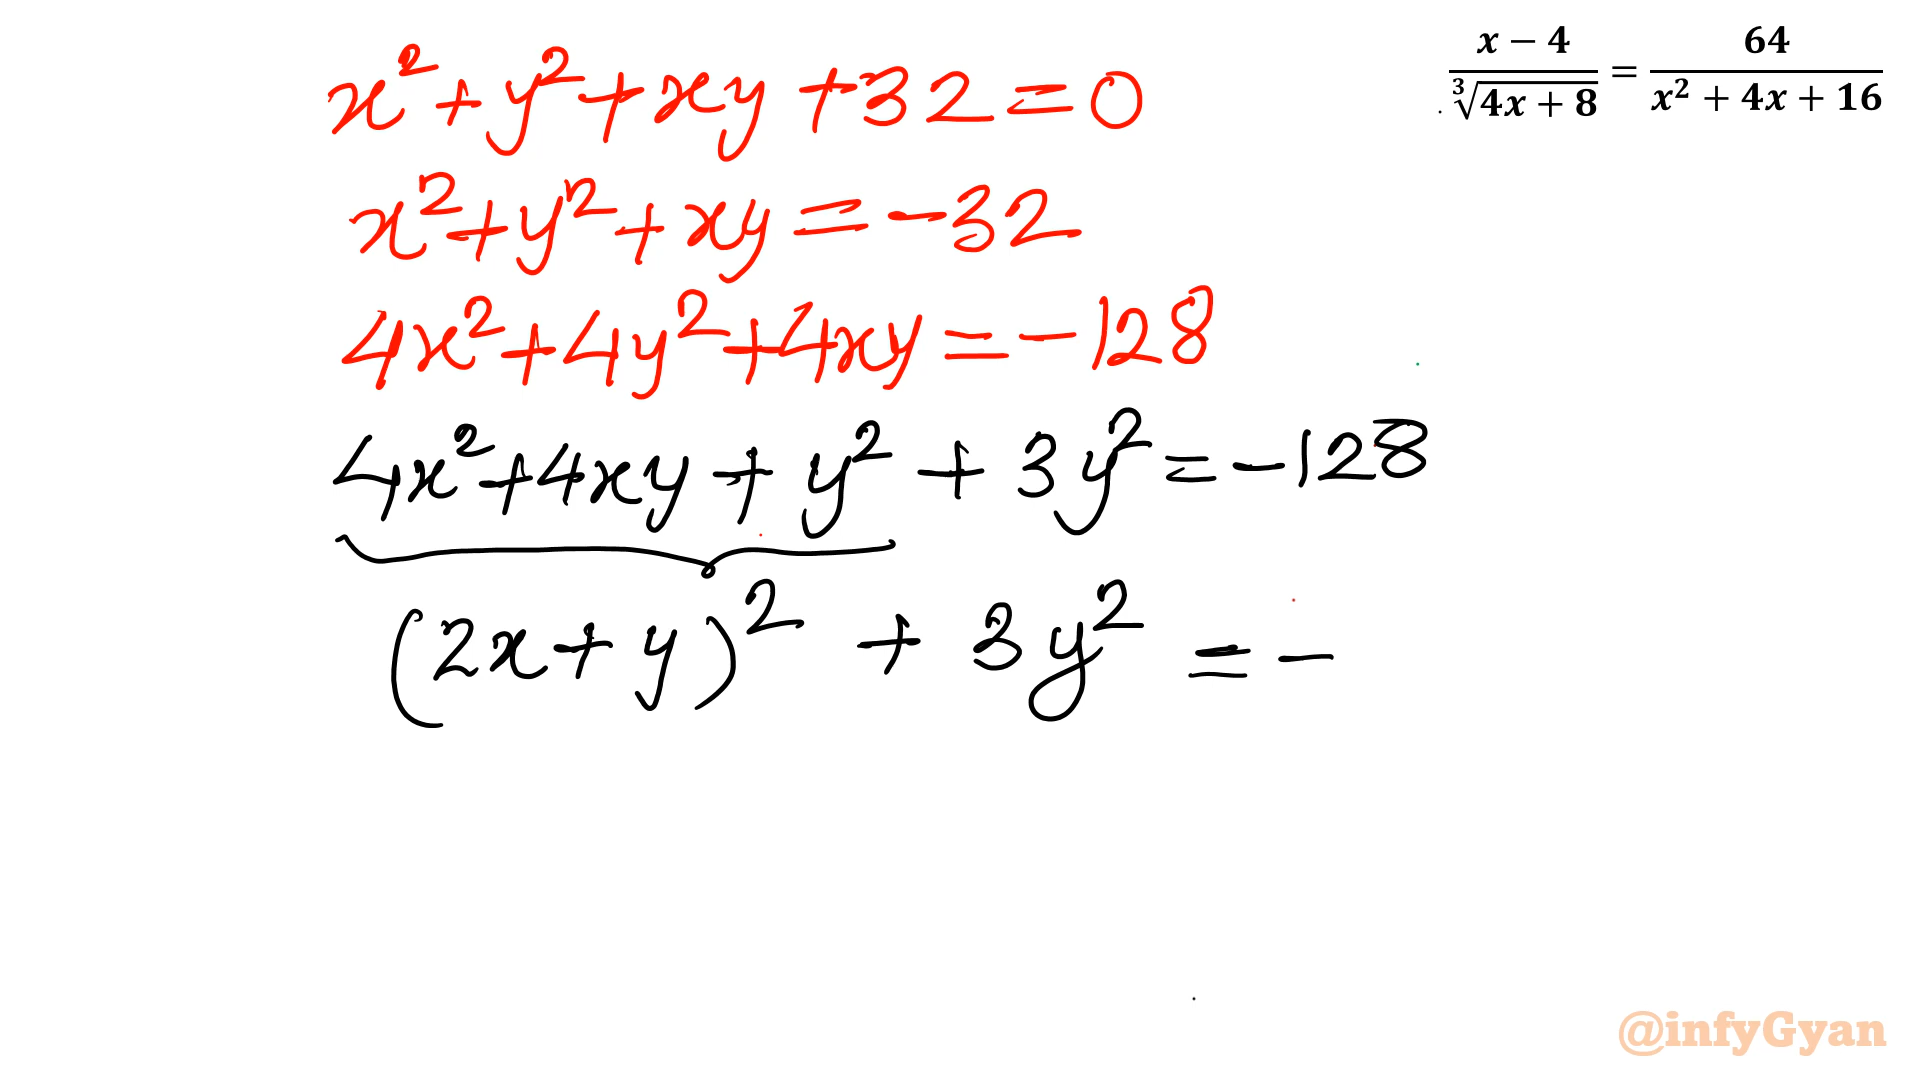 x² + y² + xy + 32 = 0
x² + y² + xy = -32
4x² + 4y² + 4xy = -128
4x² + 4xy + y² + 3y² = -128
(2x + y)² + 3y² = -
(x − 4)/∛(4x + 8) = 64/(x² + 4x + 16)
@infyGyan